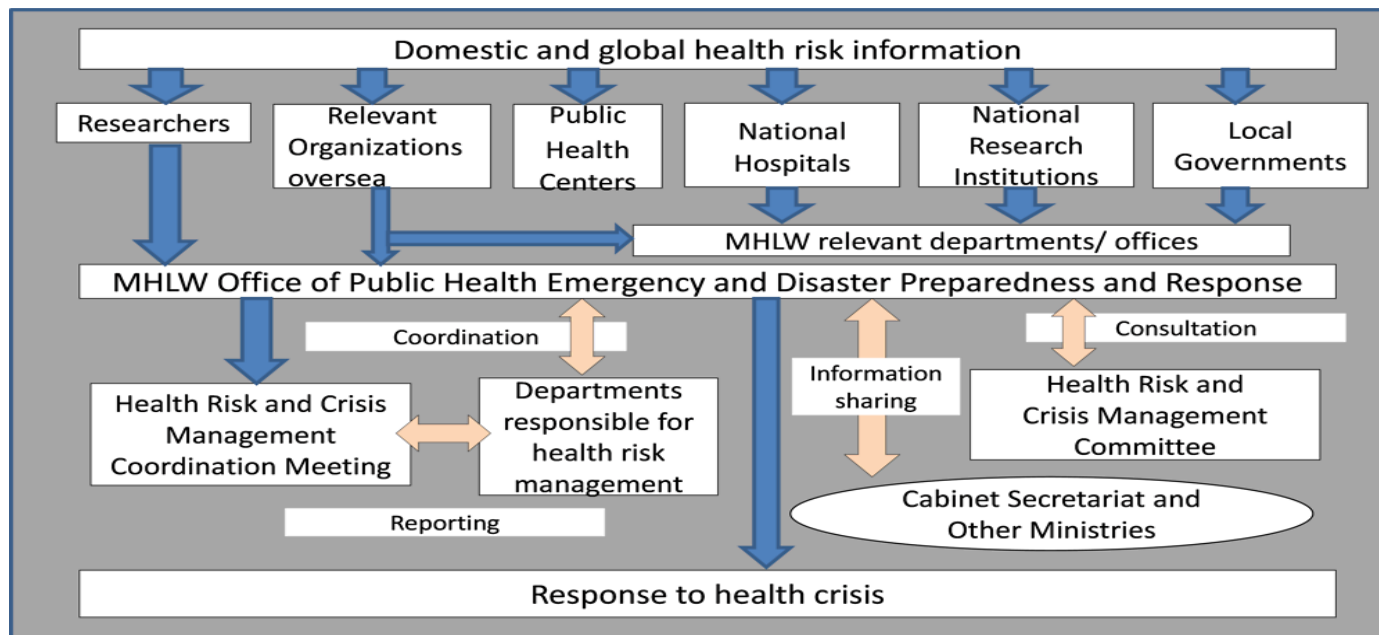 Domestic and global health risk information
Researchers
Relevant
Organizations
oversea
Public
Health
Centers
National
Hospitals
National
Research
Institutions
Local
Governments
MHLW relevant departments/ offices
MHLW Office of Public Health Emergency and Disaster Preparedness and Response
Coordination
Consultation
Information
sharing
Health Risk and Crisis
Management
Coordination Meeting
Departments
responsible for
health risk
management
Health Risk and
Crisis Management
Committee
Reporting
Cabinet Secretariat and
Other Ministries
Response to health crisis